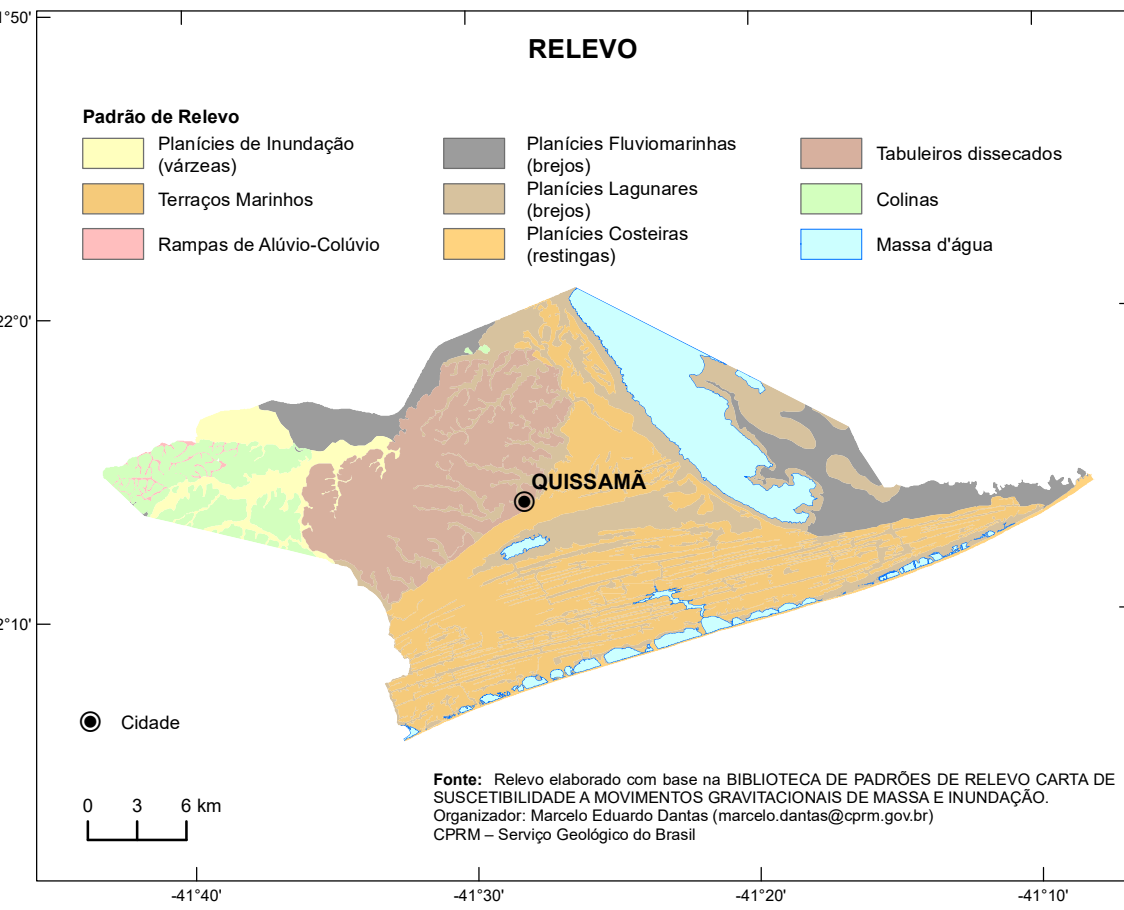 1°50'
RELEVO
Padrão de Relevo
Planícies de Inundação
(várzeas)
Terraços Marinhos
Rampas de Alúvio-Colúvio
Planícies Fluviomarinhas
(brejos)
Planícies Lagunares
(brejos)
Planícies Costeiras
(restingas)
Tabuleiros dissecados
Colinas
Massa d'água
22°0'
QUISSAMÃ
2°10'
Cidade
0 3 6 km
Fonte: Relevo elaborado com base na BIBLIOTECA DE PADRÕES DE RELEVO CARTA DE
SUSCETIBILIDADE A MOVIMENTOS GRAVITACIONAIS DE MASSA E INUNDAÇÃO.
Organizador: Marcelo Eduardo Dantas (marcelo.dantas@cprm.gov.br)
CPRM – Serviço Geológico do Brasil
-41°40' -41°30' -41°20' -41°10'